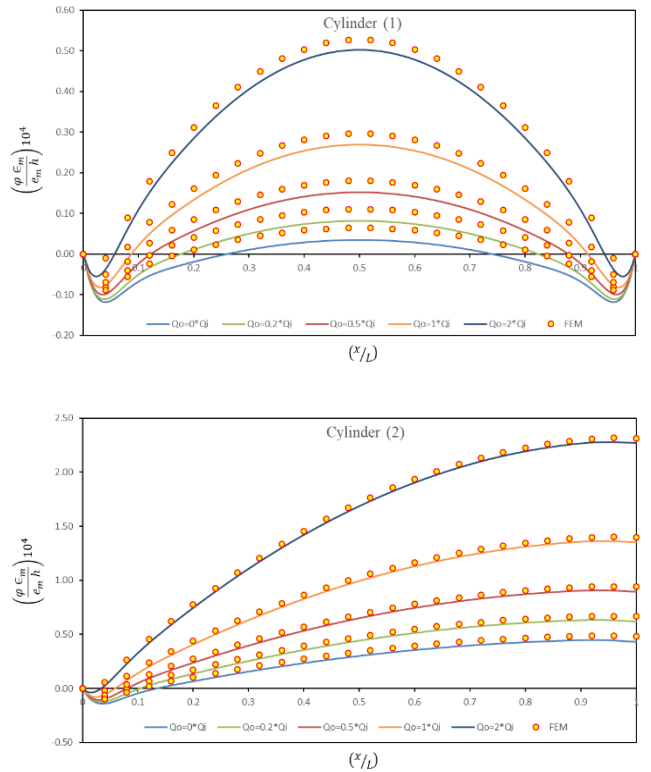 Cylinder (1)
0.60
0.50
0.40
0.30
0.20
0.10
0.00
-0.10
-0.20
0 0.1 0.2 0.3 0.4 0.5 0.6 0.7 0.8 0.9 1
(φ ϵm / em h) 10⁴
Qo=0*Qi Qo=0.2*Qi Qo=0.5*Qi Qo=1*Qi Qo=2*Qi FEM
(x/L)
Cylinder (2)
2.50
2.00
1.50
1.00
0.50
0.00
-0.50
0 0.1 0.2 0.3 0.4 0.5 0.6 0.7 0.8 0.9 1
(φ ϵm / em h) 10⁴
Qo=0*Qi Qo=0.2*Qi Qo=0.5*Qi Qo=1*Qi Qo=2*Qi FEM
(x/L)